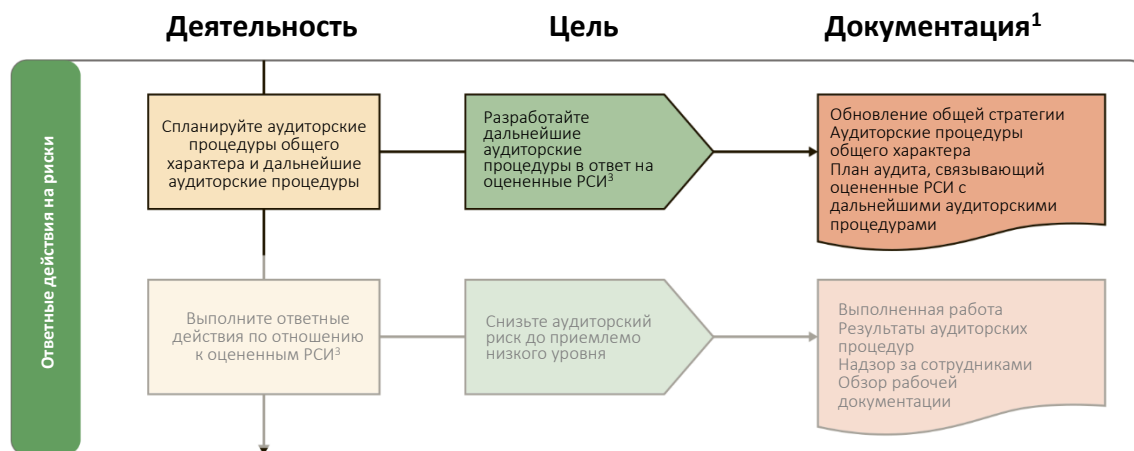 Деятельность
Цель
Документация¹
Ответные действия на риски
Спланируйте аудиторские
процедуры общего
характера и дальнейшие
аудиторские процедуры
Разработайте
дальнейшие
аудиторские
процедуры в ответ на
оцененные РСИ³
Обновление общей стратегии
Аудиторские процедуры
общего характера
План аудита, связывающий
оцененные РСИ с
дальнейшими аудиторскими
процедурами
Выполните ответные
действия по отношению
к оцененным РСИ³
Снизьте аудиторский
риск до приемлемо
низкого уровня
Выполненная работа
Результаты аудиторских
процедур
Надзор за сотрудниками
Обзор рабочей
документации